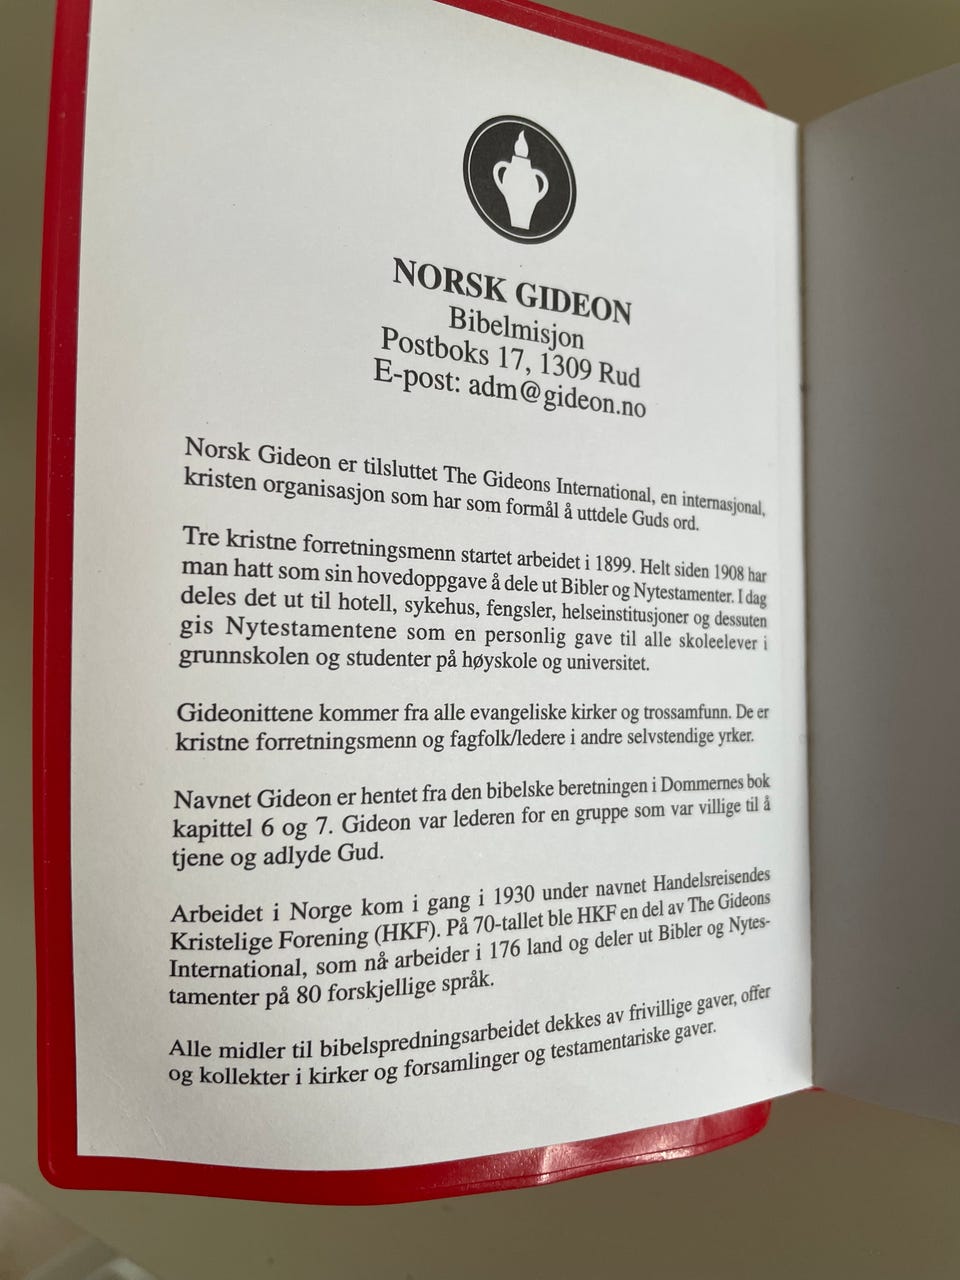 NORSK GIDEON
Bibelmisjon
Postboks 17, 1309 Rud
E-post: adm@gideon.no
Norsk Gideon er tilsluttet The Gideons International, en internasjonal,
kristen organisasjon som har som formål å uttdele Guds ord.
Tre kristne forretningsmenn startet arbeidet i 1899. Helt siden 1908 har
man hatt som sin hovedoppgave å dele ut Bibler og Nytestamenter. I dag
deles det ut til hotell, sykehus, fengsler, helseinstitusjoner og dessuten
gis Nytestamentene som en personlig gave til alle skoleelever i
grunnskolen og studenter på høyskole og universitet.
Gideonittene kommer fra alle evangeliske kirker og trossamfunn. De er
kristne forretningsmenn og fagfolk/ledere i andre selvstendige yrker.
Navnet Gideon er hentet fra den bibelske beretningen i Dommernes bok
kapittel 6 og 7. Gideon var lederen for en gruppe som var villige til å
tjene og adlyde Gud.
Arbeidet i Norge kom i gang i 1930 under navnet Handelsreisendes
Kristelige Forening (HKF). På 70-tallet ble HKF en del av The Gideons
International, som nå arbeider i 176 land og deler ut Bibler og Nytes-
tamenter på 80 forskjellige språk.
Alle midler til bibelspredningsarbeidet dekkes av frivillige gaver, offer
og kollekter i kirker og forsamlinger og testamentariske gaver.